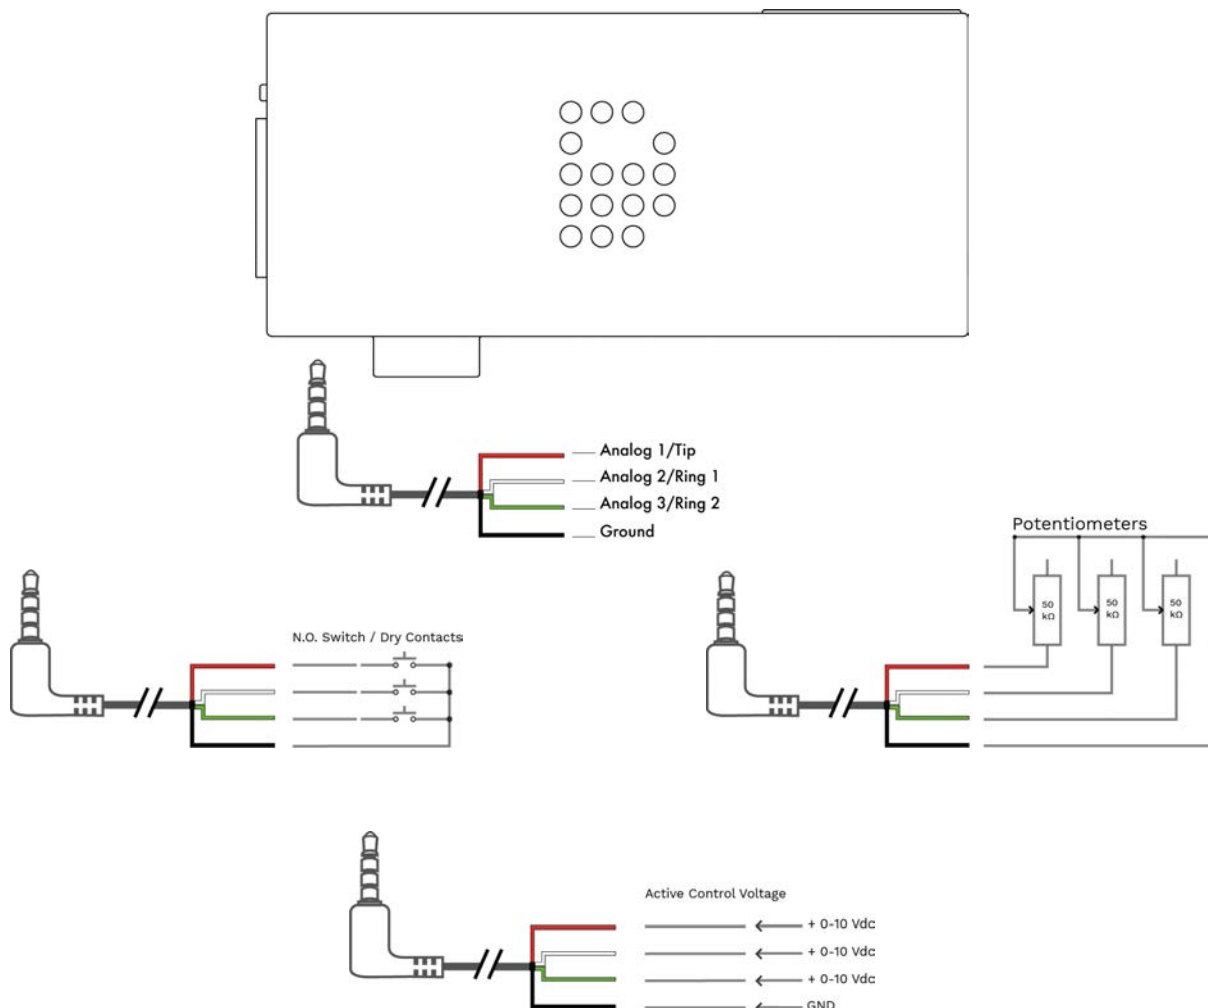 Analog 1/Tip
Analog 2/Ring 1
Analog 3/Ring 2
Ground
Potentiometers
50
kΩ
50
kΩ
50
kΩ
N.O. Switch / Dry Contacts
Active Control Voltage
+ 0-10 Vdc
+ 0-10 Vdc
+ 0-10 Vdc
GND